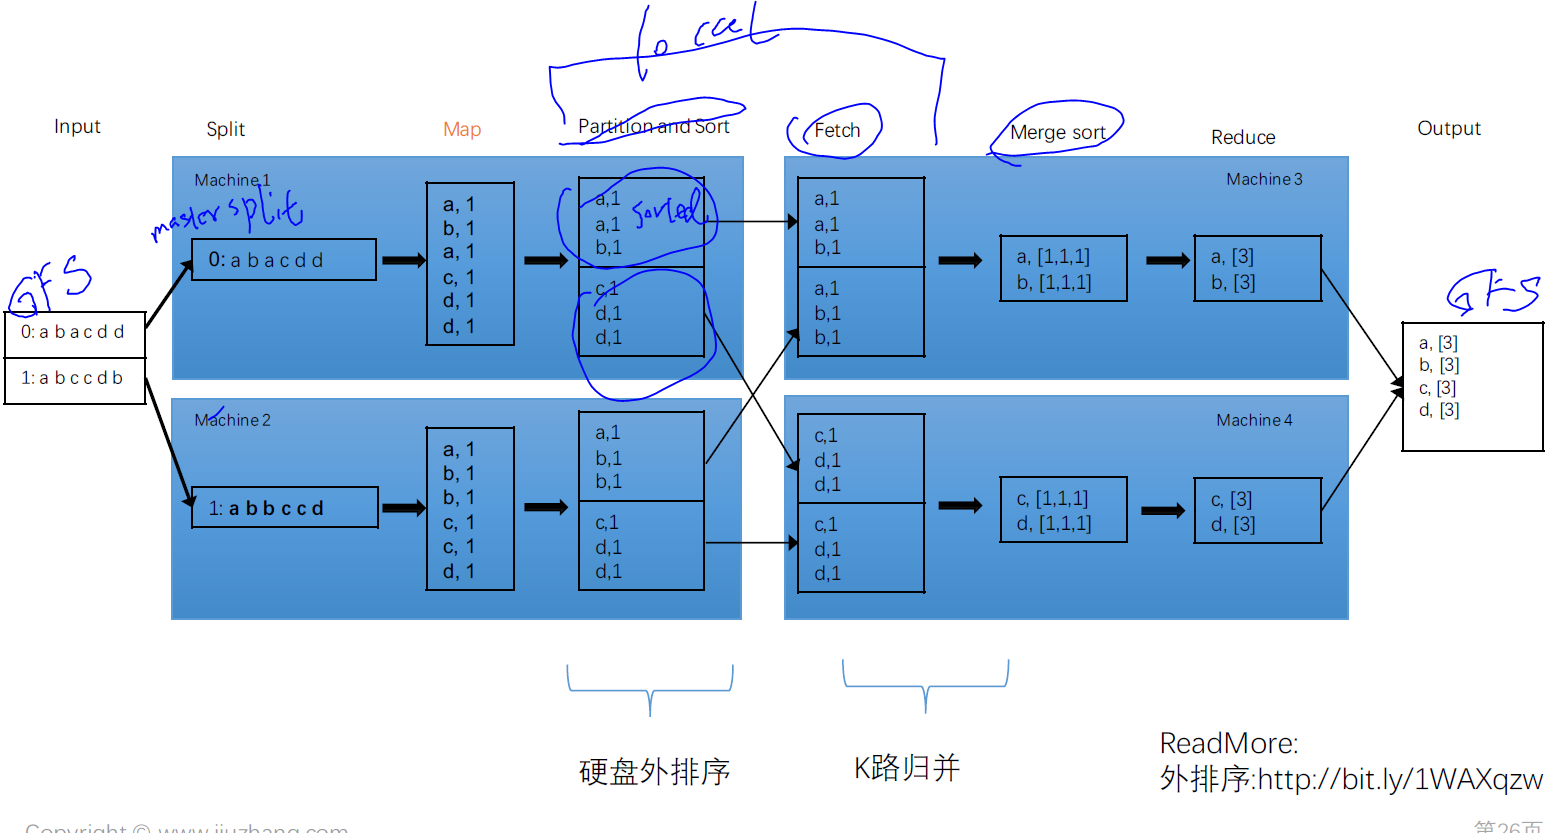 local
Input
Split
Map
Partition and Sort
Fetch
Merge sort
Reduce
Output
Machine 1
master split
0: a b a c d d
a, 1
b, 1
a, 1
c, 1
d, 1
d, 1
a,1
a,1
b,1
sorted
c,1
d,1
d,1
a,1
a,1
b,1
a,1
b,1
b,1
Machine 3
a, [1,1,1]
b, [1,1,1]
a, [3]
b, [3]
GFS
0: a b a c d d
1: a b c c d b
GFS
a, [3]
b, [3]
c, [3]
d, [3]
Machine 2
1: a b b c c d
a, 1
b, 1
b, 1
c, 1
c, 1
d, 1
a,1
b,1
b,1
c,1
d,1
d,1
c,1
d,1
d,1
c,1
d,1
d,1
Machine 4
c, [1,1,1]
d, [1,1,1]
c, [3]
d, [3]
硬盘外排序
K路归并
ReadMore:
外排序:http://bit.ly/1WAXqzw
Copyright © www.jiuzhang.com
第26页